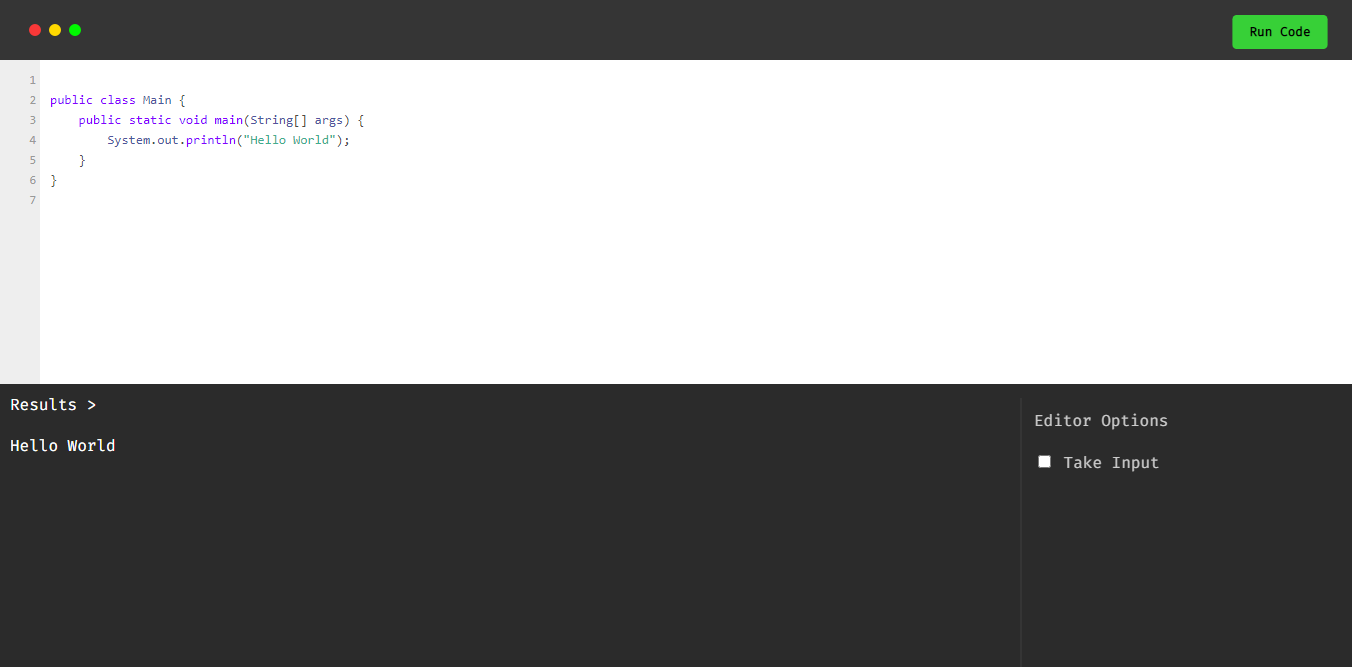 Run Code
1
2 public class Main {
3     public static void main(String[] args) {
4         System.out.println("Hello World");
5     }
6 }
7
Results >
Hello World
Editor Options
Take Input